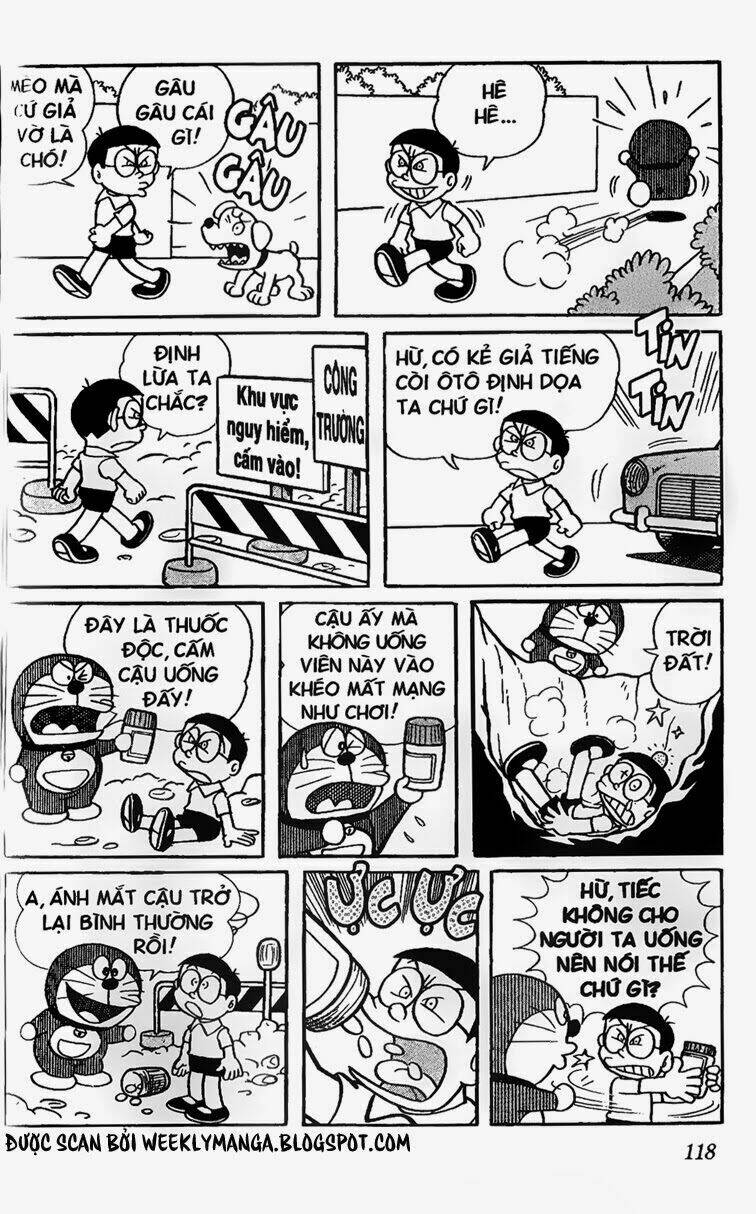 HÊ
HÊ...
GÂU
GÂU CÁI
GÌ!
GÂU
GÂU
MÈO MÀ
CỨ GIẢ
VỜ LÀ
CHÓ!
TIN
TIN
HỪ, CÓ KẺ GIẢ TIẾNG
CÒI ÔTÔ ĐỊNH DỌA
TA CHỨ GÌ!
CÔNG
TRƯỜNG
Khu vực
nguy hiểm,
cấm vào!
ĐỊNH
LỪA TA
CHẮC?
TRỜI
ĐẤT!
CẬU ẤY MÀ
KHÔNG UỐNG
VIÊN NÀY VÀO
KHÉO MẤT MẠNG
NHƯ CHƠI!
ĐÂY LÀ THUỐC
ĐỘC, CẤM
CẬU UỐNG
ĐẤY!
HỪ, TIẾC
KHÔNG CHO
NGƯỜI TA UỐNG
NÊN NÓI THẾ
CHỨ GÌ?
ỰC ỰC
A, ÁNH MẮT CẬU TRỞ
LẠI BÌNH THƯỜNG
RỒI!
ĐƯỢC SCAN BỞI WEEKLYMANGA.BLOGSPOT.COM
118